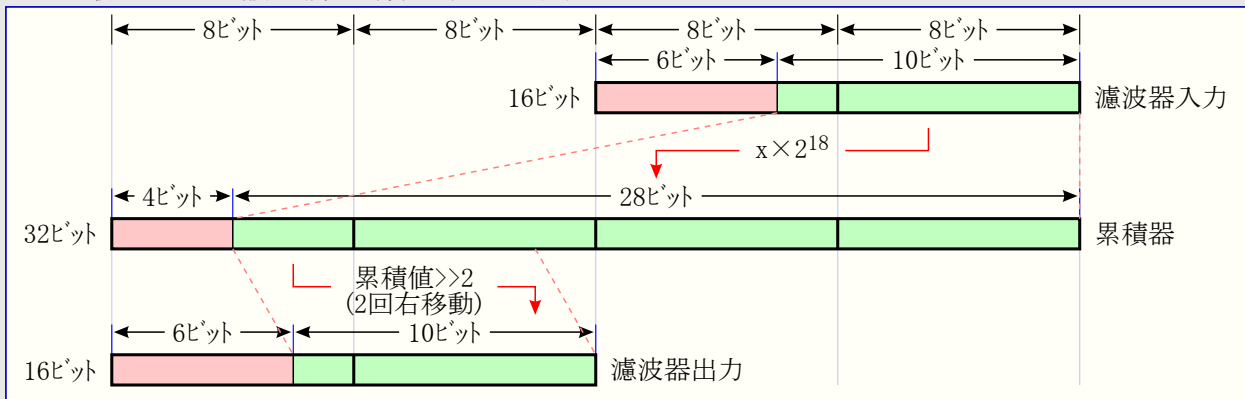 8ビット 8ビット 8ビット 8ビット
6ビット 10ビット
16ビット 濾波器入力
x×2¹⁸
4ビット 28ビット
32ビット 累積器
累積値>>2
(2回右移動)
6ビット 10ビット
16ビット 濾波器出力